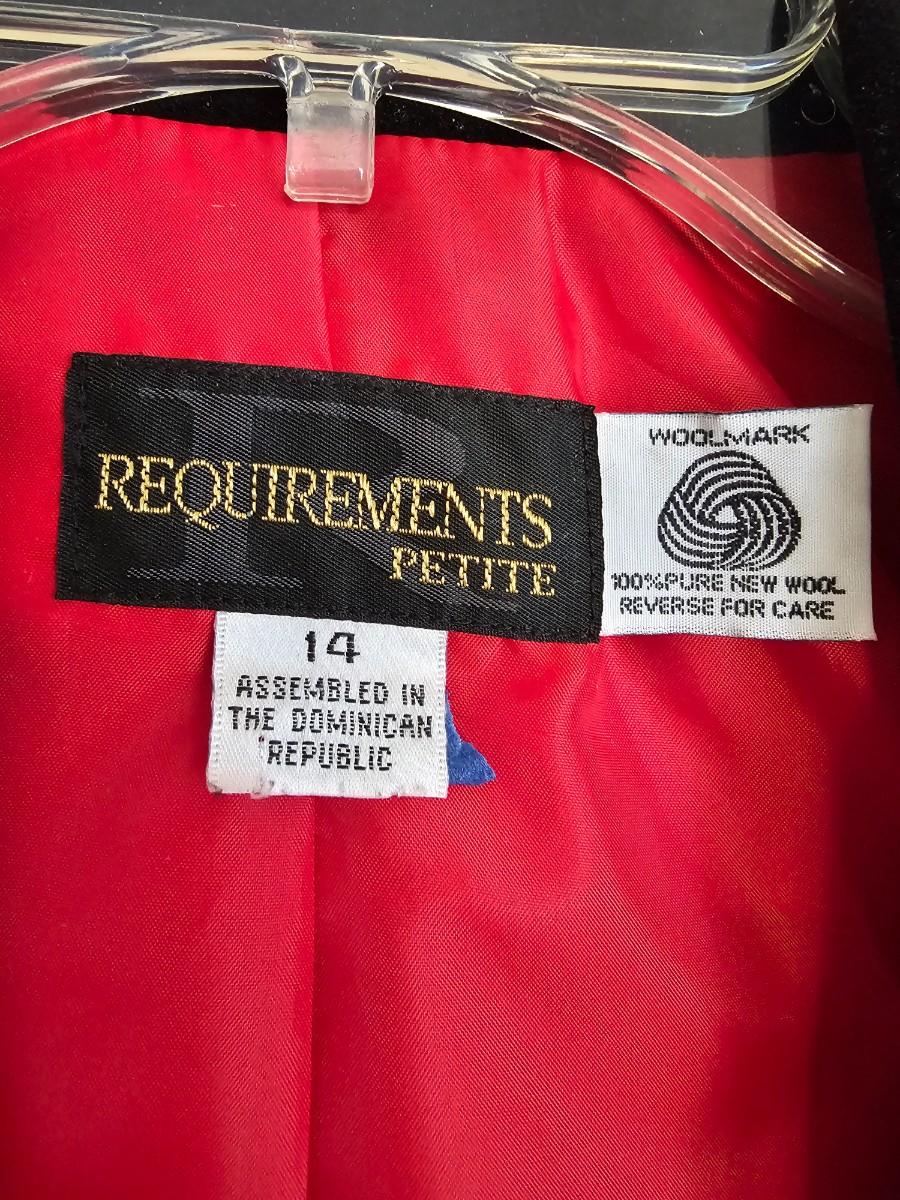 REQUIREMENTS
PETITE
WOOLMARK
100% PURE NEW WOOL
REVERSE FOR CARE
14
ASSEMBLED IN
THE DOMINICAN
REPUBLIC